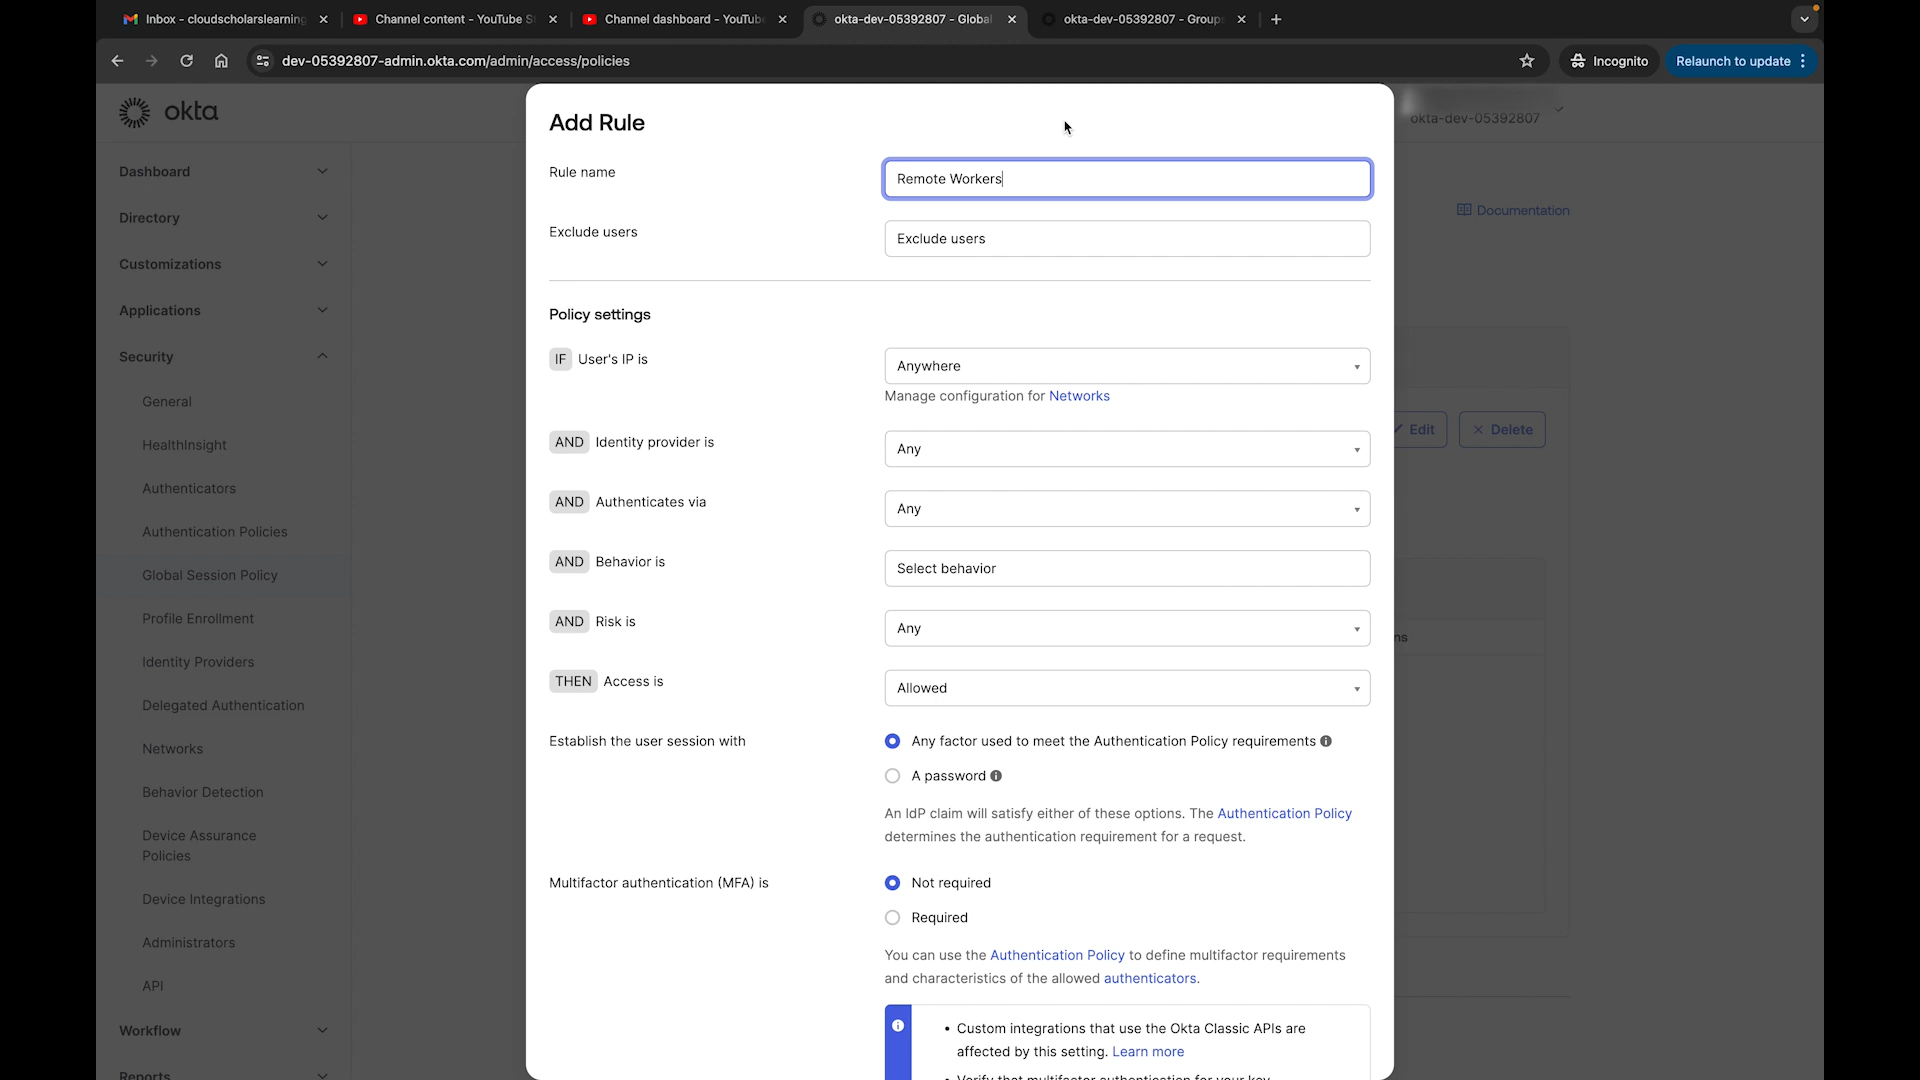 Inbox - cloudscholarslearning
Channel content - YouTube S
Channel dashboard - YouTube
okta-dev-05392807 - Global
okta-dev-05392807 - Groups
dev-05392807-admin.okta.com/admin/access/policies
Incognito
Relaunch to update
okta
okta-dev-05392807
Dashboard
Directory
Customizations
Applications
Security
General
HealthInsight
Authenticators
Authentication Policies
Global Session Policy
Profile Enrollment
Identity Providers
Delegated Authentication
Networks
Behavior Detection
Device Assurance
Policies
Device Integrations
Administrators
API
Workflow
Reports
Documentation
Edit
Delete
ns
Add Rule
Rule name
Remote Workers
Exclude users
Exclude users
Policy settings
IF User's IP is
Anywhere
Manage configuration for Networks
AND Identity provider is
Any
AND Authenticates via
Any
AND Behavior is
Select behavior
AND Risk is
Any
THEN Access is
Allowed
Establish the user session with
Any factor used to meet the Authentication Policy requirements
A password
An IdP claim will satisfy either of these options. The Authentication Policy
determines the authentication requirement for a request.
Multifactor authentication (MFA) is
Not required
Required
You can use the Authentication Policy to define multifactor requirements
and characteristics of the allowed authenticators.
• Custom integrations that use the Okta Classic APIs are
affected by this setting. Learn more
• Verify that multifactor authentication for your key